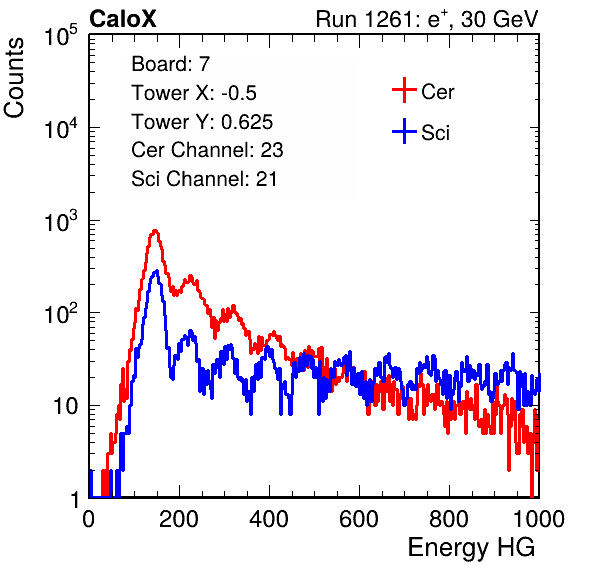 CaloX Run 1261: e⁺, 30 GeV
Counts
10⁵
10⁴
10³
10²
10
1
Board: 7
Tower X: -0.5
Tower Y: 0.625
Cer Channel: 23
Sci Channel: 21
Cer
Sci
0 200 400 600 800 1000
Energy HG